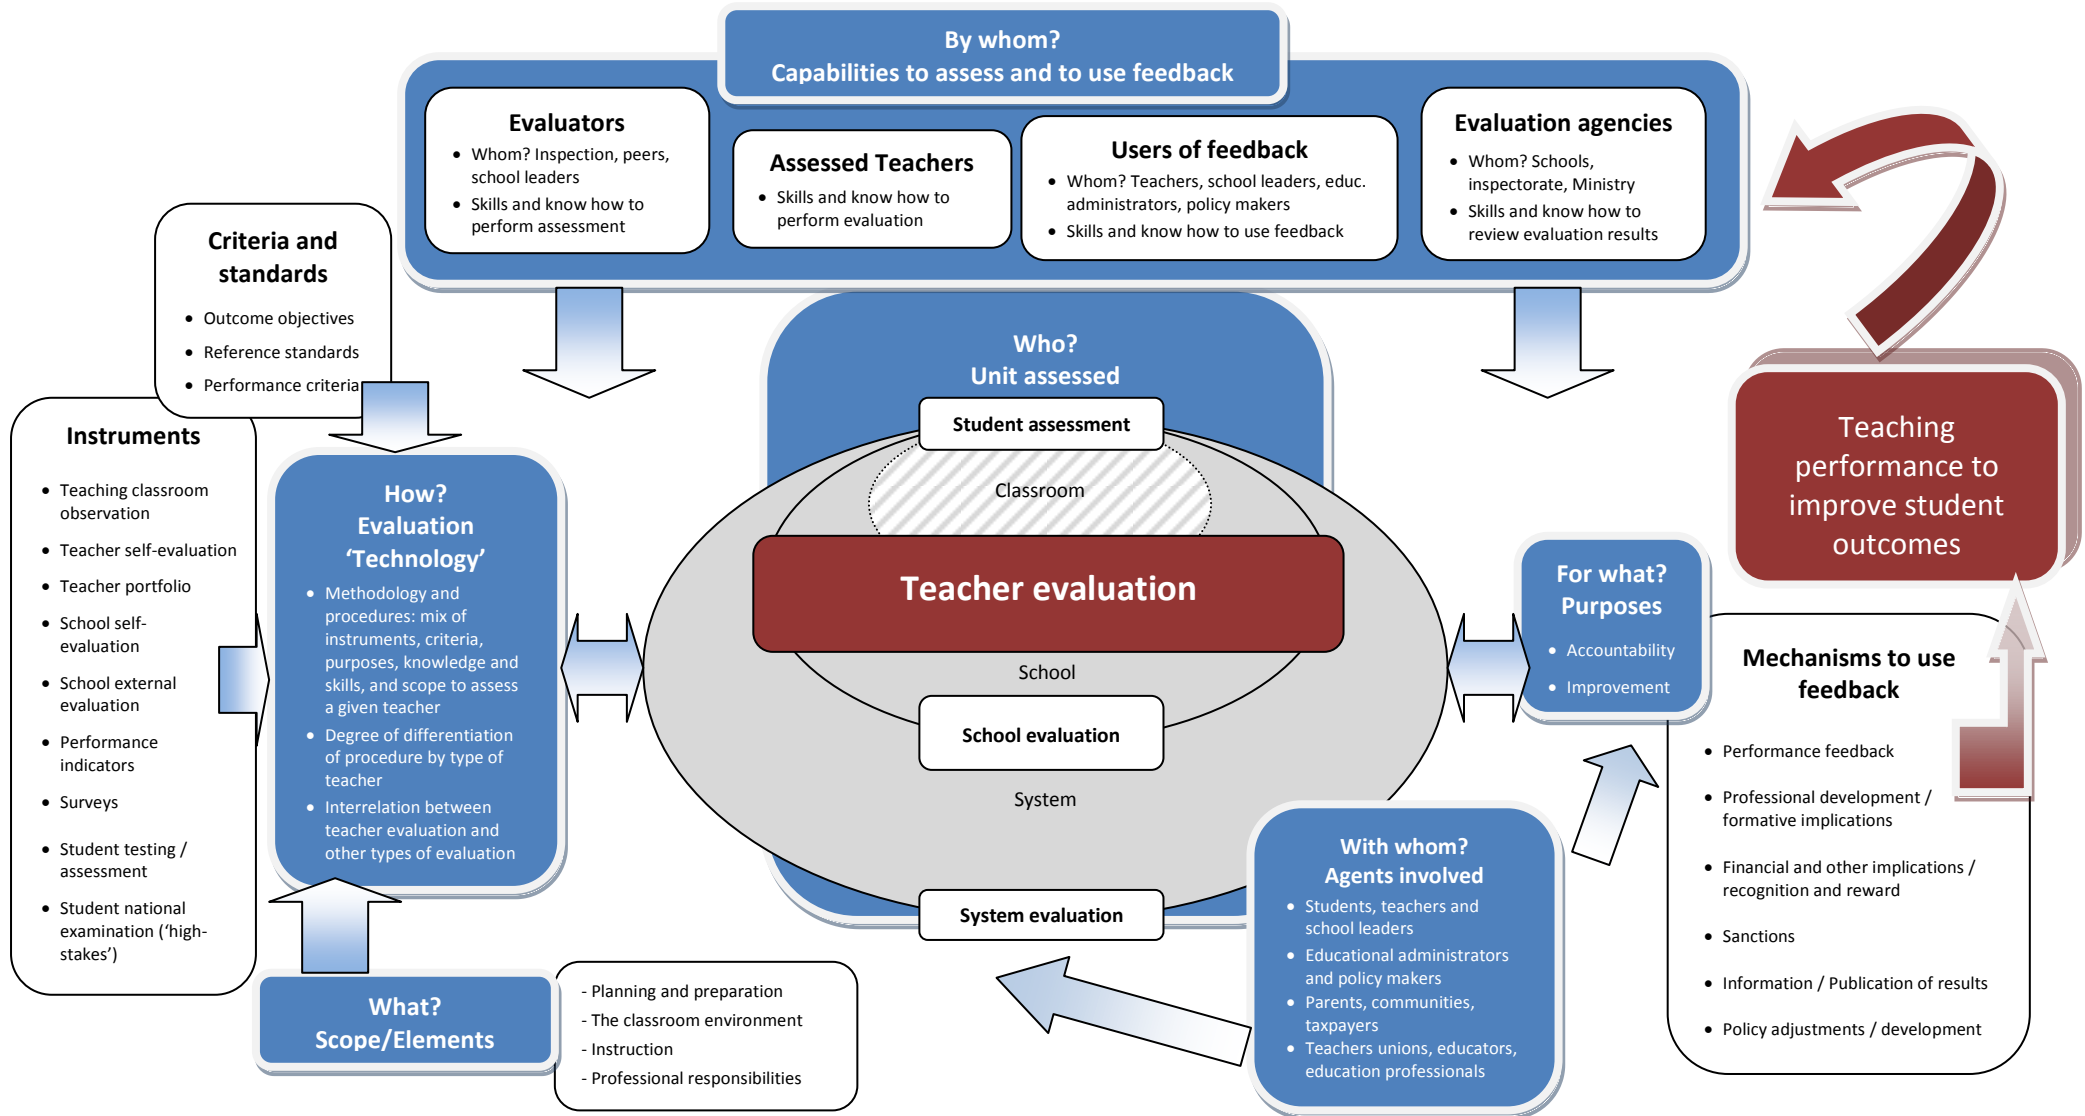 By whom?
Capabilities to assess and to use feedback
Evaluators
• Whom? Inspection, peers,
school leaders
• Skills and know how to
perform assessment
Assessed Teachers
• Skills and know how to
perform evaluation
Users of feedback
• Whom? Teachers, school leaders, educ.
administrators, policy makers
• Skills and know how to use feedback
Evaluation agencies
• Whom? Schools,
inspectorate, Ministry
• Skills and know how to
review evaluation results
Criteria and
standards
• Outcome objectives
• Reference standards
• Performance criteria
Instruments
• Teaching classroom
observation
• Teacher self-evaluation
• Teacher portfolio
• School self-
evaluation
• School external
evaluation
• Performance
indicators
• Surveys
• Student testing /
assessment
• Student national
examination (‘high-
stakes’)
How?
Evaluation
‘Technology’
• Methodology and
procedures: mix of
instruments, criteria,
purposes, knowledge and
skills, and scope to assess
a given teacher
• Degree of differentiation
of procedure by type of
teacher
• Interrelation between
teacher evaluation and
other types of evaluation
What?
Scope/Elements
- Planning and preparation
- The classroom environment
- Instruction
- Professional responsibilities
Who?
Unit assessed
Student assessment
Classroom
Teacher evaluation
School
School evaluation
System
System evaluation
With whom?
Agents involved
• Students, teachers and
school leaders
• Educational administrators
and policy makers
• Parents, communities,
taxpayers
• Teachers unions, educators,
education professionals
For what?
Purposes
• Accountability
• Improvement
Mechanisms to use
feedback
• Performance feedback
• Professional development /
formative implications
• Financial and other implications /
recognition and reward
• Sanctions
• Information / Publication of results
• Policy adjustments / development
Teaching
performance to
improve student
outcomes